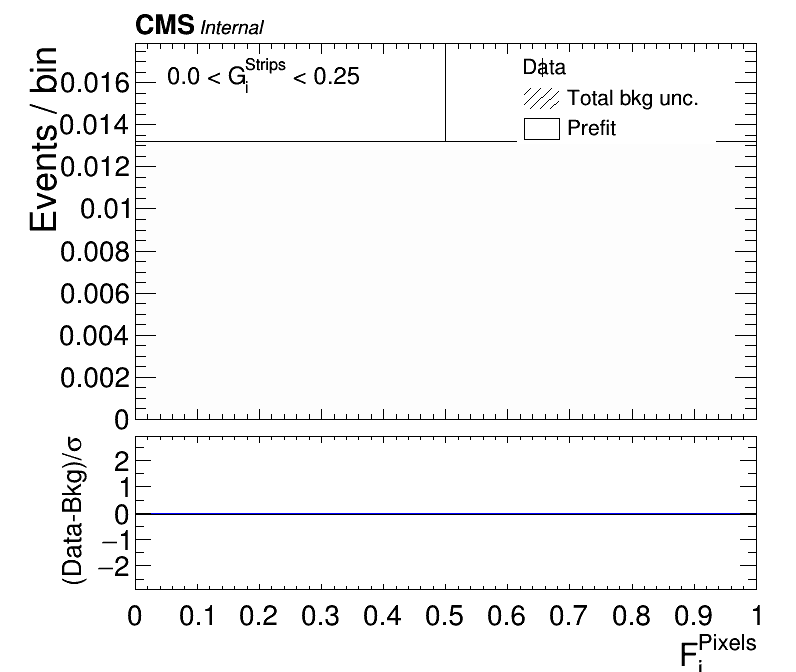 CMS Internal
0.0 < G_i^Strips < 0.25
Data
Total bkg unc.
Prefit
Events / bin
0.016
0.014
0.012
0.01
0.008
0.006
0.004
0.002
0
(Data-Bkg)/σ
2
1
0
−1
−2
0 0.1 0.2 0.3 0.4 0.5 0.6 0.7 0.8 0.9 1
F_i^Pixels